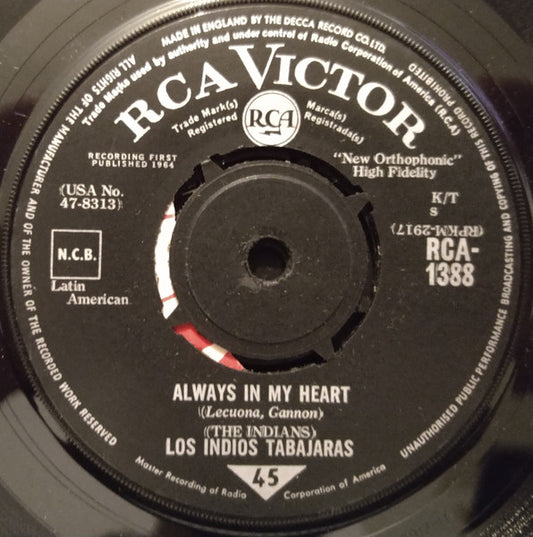 MADE IN ENGLAND BY THE DECCA RECORD CO. LTD.
Trade Marks used by authority and under control of Radio Corporation of America (R.C.A.)
ALL RIGHTS OF THE MANUFACTURER AND OF THE OWNER OF THE RECORDED WORK RESERVED
UNAUTHORISED PUBLIC PERFORMANCE BROADCASTING AND COPYING OF THIS RECORD PROHIBITED
RCA VICTOR
Trade Mark(s)
Registered
RCA
Marca(s)
Registrada(s)
RECORDING FIRST
PUBLISHED 1964
"New Orthophonic"
High Fidelity
(USA No.
47-8313)
K/T
s
(RPKM-2917)
N.C.B.
RCA-
1388
Latin
American
ALWAYS IN MY HEART
((Lecuona, Gannon)
((THE INDIANS)
LOS INDIOS TABAJARAS
45
Master Recording of Radio Corporation of America